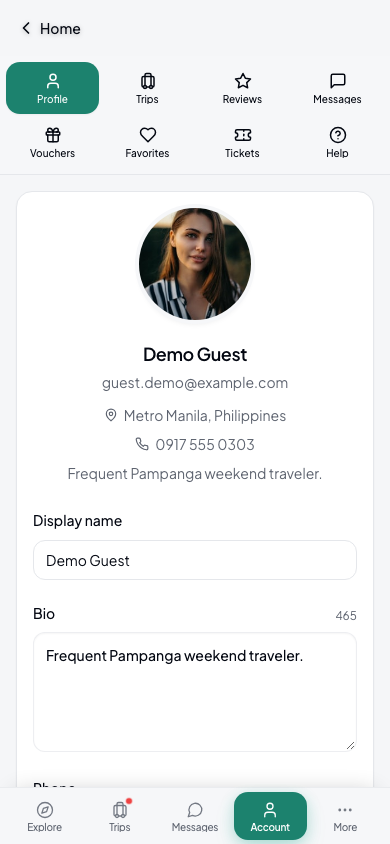 Home
Profile
Trips
Reviews
Messages
Vouchers
Favorites
Tickets
Help
Demo Guest
guest.demo@example.com
Metro Manila, Philippines
0917 555 0303
Frequent Pampanga weekend traveler.
Display name
Demo Guest
Bio
465
Frequent Pampanga weekend traveler.
Phone
Explore
Trips
Messages
Account
More